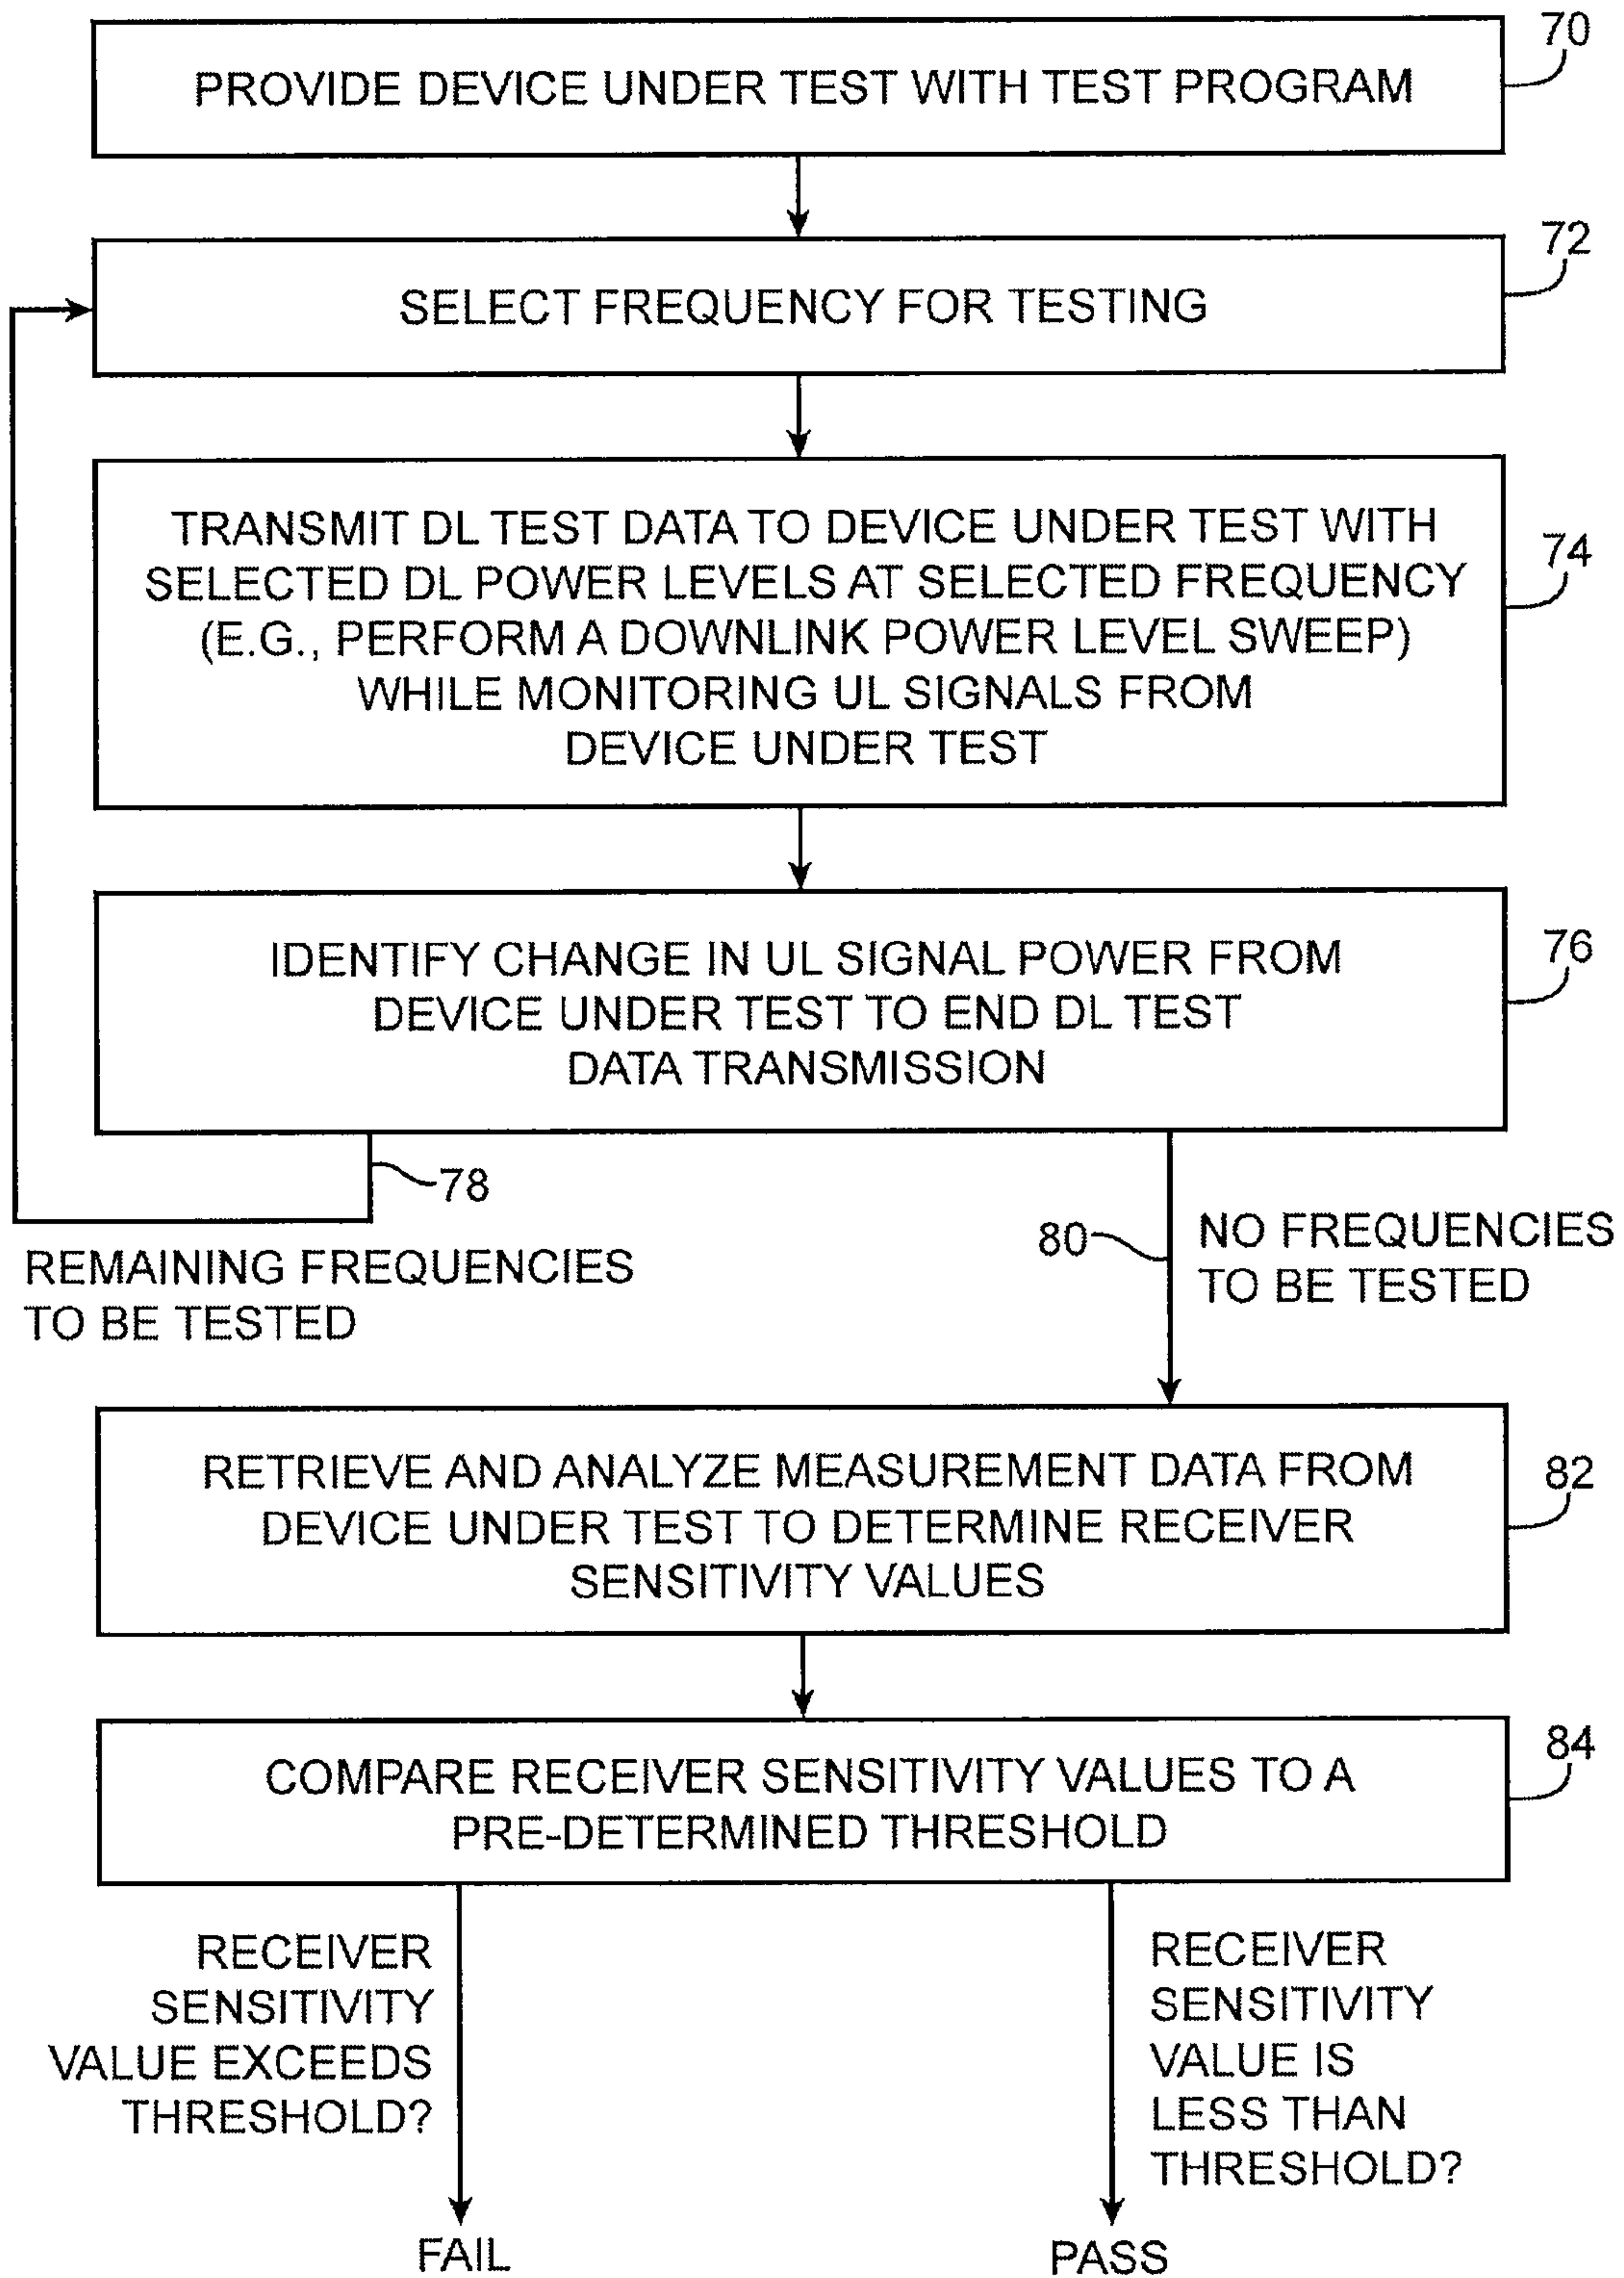 70
PROVIDE DEVICE UNDER TEST WITH TEST PROGRAM
72
SELECT FREQUENCY FOR TESTING
74
TRANSMIT DL TEST DATA TO DEVICE UNDER TEST WITH
SELECTED DL POWER LEVELS AT SELECTED FREQUENCY
(E.G., PERFORM A DOWNLINK POWER LEVEL SWEEP)
WHILE MONITORING UL SIGNALS FROM
DEVICE UNDER TEST
76
IDENTIFY CHANGE IN UL SIGNAL POWER FROM
DEVICE UNDER TEST TO END DL TEST
DATA TRANSMISSION
78
REMAINING FREQUENCIES
TO BE TESTED
80
NO FREQUENCIES
TO BE TESTED
82
RETRIEVE AND ANALYZE MEASUREMENT DATA FROM
DEVICE UNDER TEST TO DETERMINE RECEIVER
SENSITIVITY VALUES
84
COMPARE RECEIVER SENSITIVITY VALUES TO A
PRE-DETERMINED THRESHOLD
RECEIVER
SENSITIVITY
VALUE EXCEEDS
THRESHOLD?
RECEIVER
SENSITIVITY
VALUE IS
LESS THAN
THRESHOLD?
FAIL
PASS